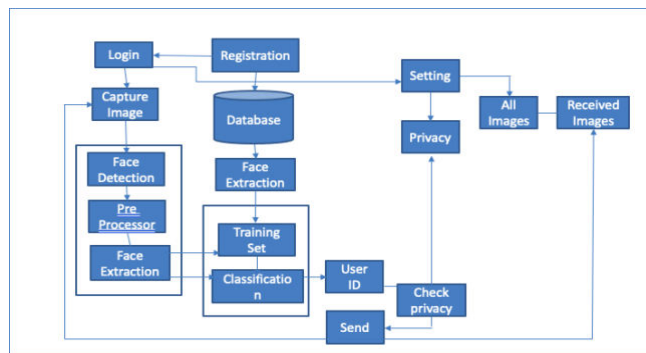 Login
Registration
Setting
Capture
Image
Database
All
Images
Received
Images
Privacy
Face
Detection
Face
Extraction
Pre
Processor
Training
Set
Face
Extraction
Classificatio
n
User
ID
Check
privacy
Send